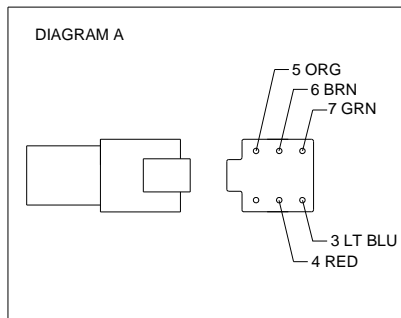 DIAGRAM A
5 ORG
6 BRN
7 GRN
3 LT BLU
4 RED